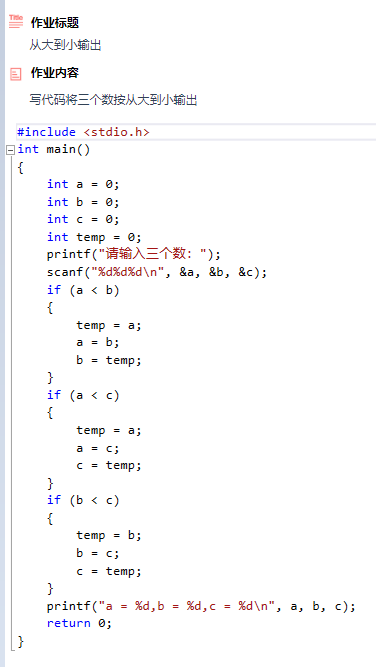 Title
作业标题
从大到小输出
作业内容
写代码将三个数按从大到小输出
#include <stdio.h>
int main()
{
    int a = 0;
    int b = 0;
    int c = 0;
    int temp = 0;
    printf("请输入三个数: ");
    scanf("%d%d%d\n", &a, &b, &c);
    if (a < b)
    {
        temp = a;
        a = b;
        b = temp;
    }
    if (a < c)
    {
        temp = a;
        a = c;
        c = temp;
    }
    if (b < c)
    {
        temp = b;
        b = c;
        c = temp;
    }
    printf("a = %d,b = %d,c = %d\n", a, b, c);
    return 0;
}